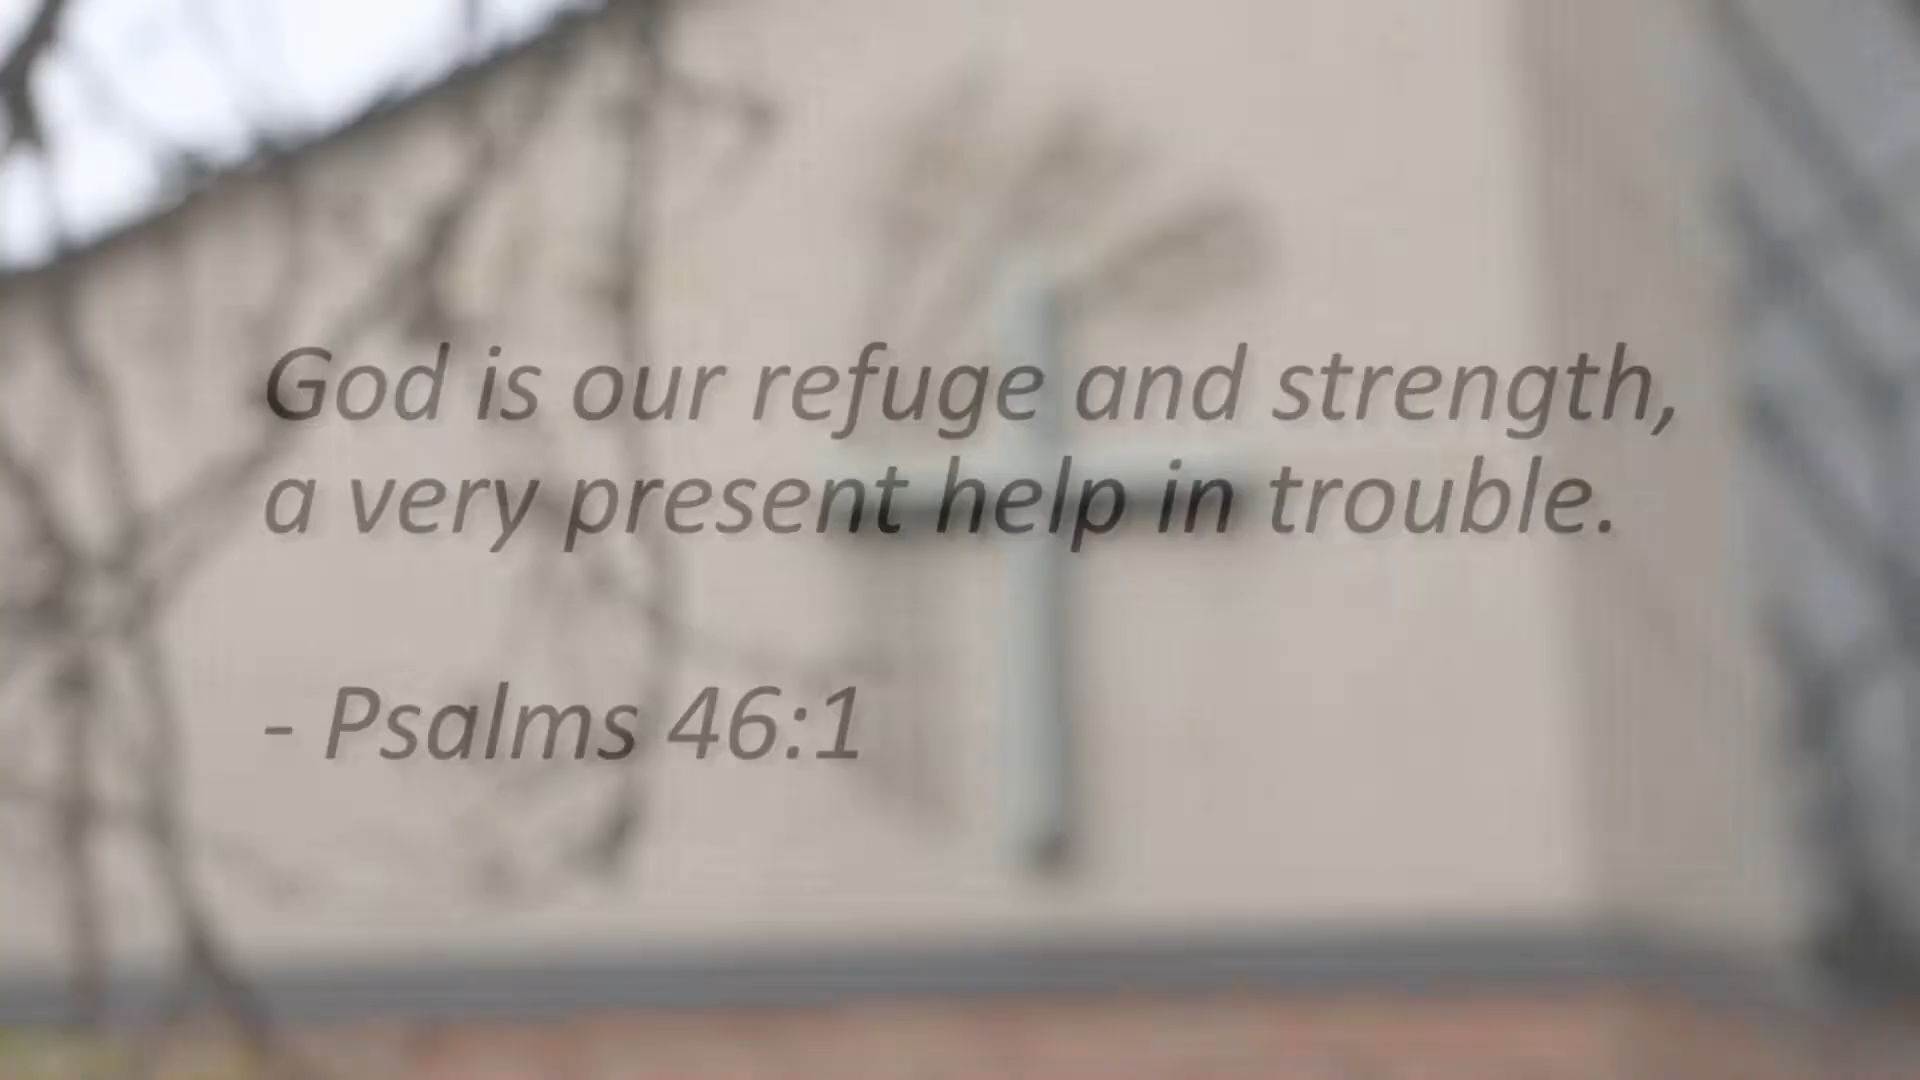 God is our refuge and strength,
a very present help in trouble.
- Psalms 46:1